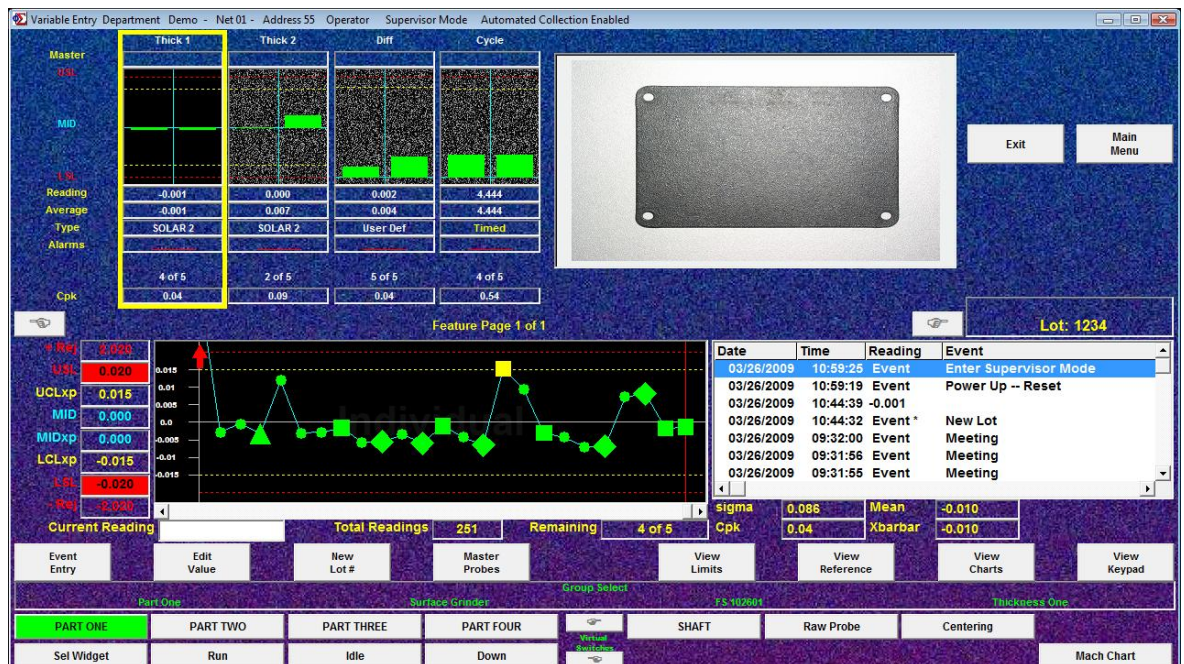 Variable Entry Department Demo - Net 01 - Address 55 Operator Supervisor Mode Automated Collection Enabled
Thick 1 Thick 2 Diff Cycle
Master
USL
MID
LSL
Reading -0.001 0.000 0.002 4.444
Average -0.001 0.007 0.004 4.444
Type SOLAR 2 SOLAR 2 User Def Timed
Alarms
4 of 5 2 of 5 5 of 5 4 of 5
Cpk 0.04 0.09 0.04 0.54
Exit
Main
Menu
Feature Page 1 of 1
Lot: 1234
+ Rej 2.020
USL 0.020
UCLxp 0.015
MID 0.000
MIDxp 0.000
LCLxp -0.015
LSL -0.020
- Rej -2.020
0.015
0.01
0.005
0.0
-0.005
-0.01
-0.015
Individual
Date Time Reading Event
03/26/2009 10:59:25 Event Enter Supervisor Mode
03/26/2009 10:59:19 Event Power Up -- Reset
03/26/2009 10:44:39 -0.001
03/26/2009 10:44:32 Event * New Lot
03/26/2009 09:32:00 Event Meeting
03/26/2009 09:31:56 Event Meeting
03/26/2009 09:31:55 Event Meeting
sigma 0.086 Mean -0.010
Current Reading Total Readings 251 Remaining 4 of 5 Cpk 0.04 Xbarbar -0.010
Event
Entry
Edit
Value
New
Lot #
Master
Probes
View
Limits
View
Reference
View
Charts
View
Keypad
Group Select
Part One Surface Grinder FS 102601 Thickness One
PART ONE PART TWO PART THREE PART FOUR SHAFT Raw Probe Centering
Virtual
Switches
Sel Widget Run Idle Down Mach Chart